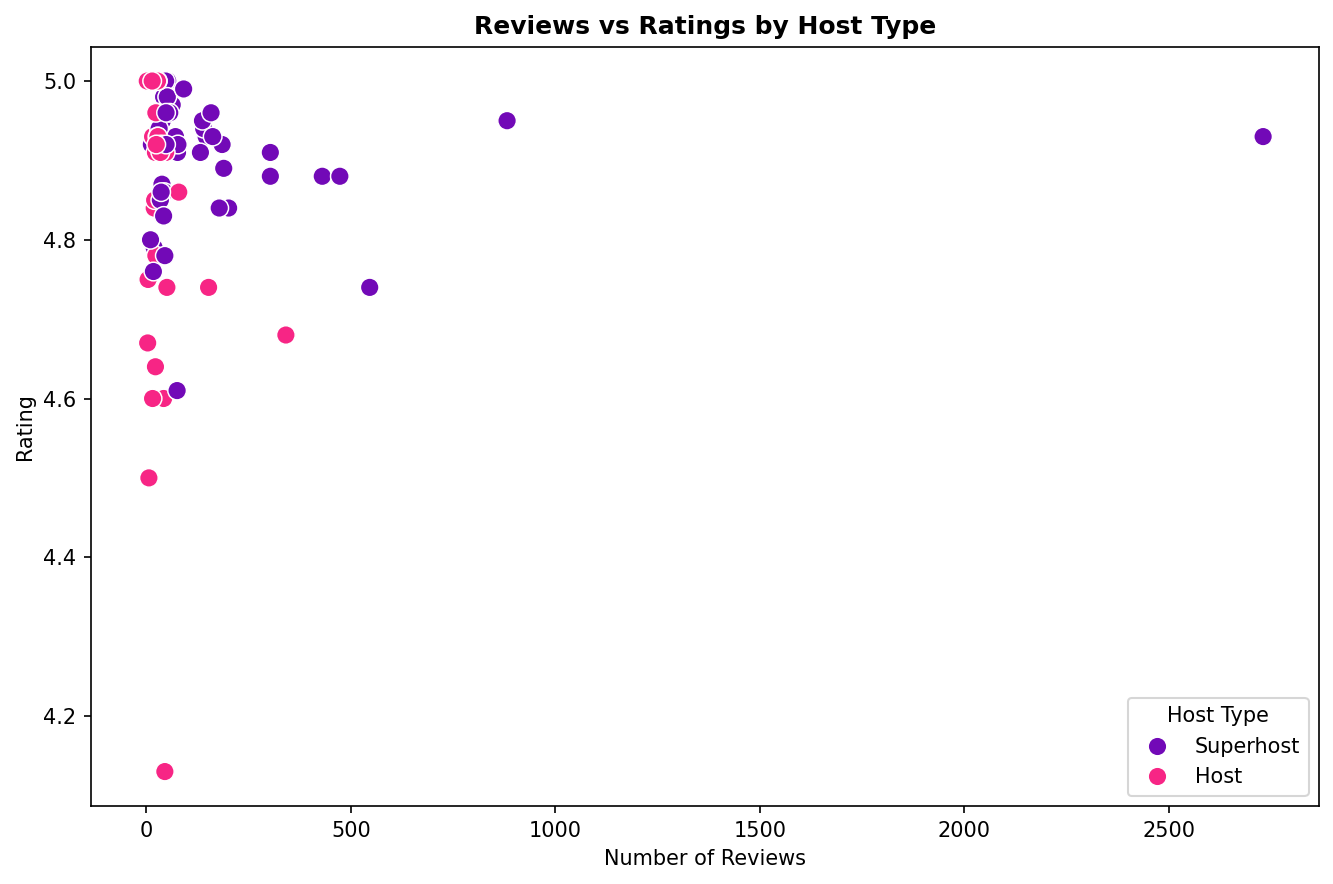 Reviews vs Ratings by Host Type
5.0
4.8
4.6
4.4
4.2
Rating
0
500
1000
1500
2000
2500
Number of Reviews
Host Type
Superhost
Host